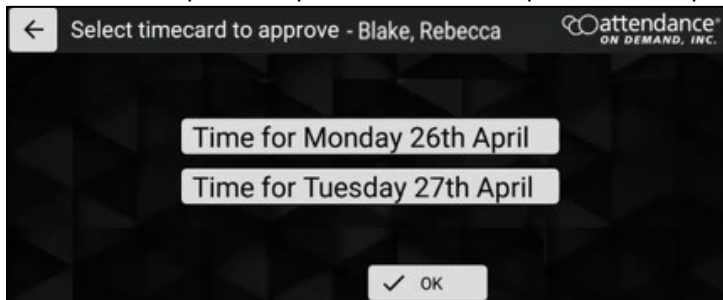 Select timecard to approve - Blake, Rebecca
attendance
ON DEMAND, INC.
Time for Monday 26th April
Time for Tuesday 27th April
OK